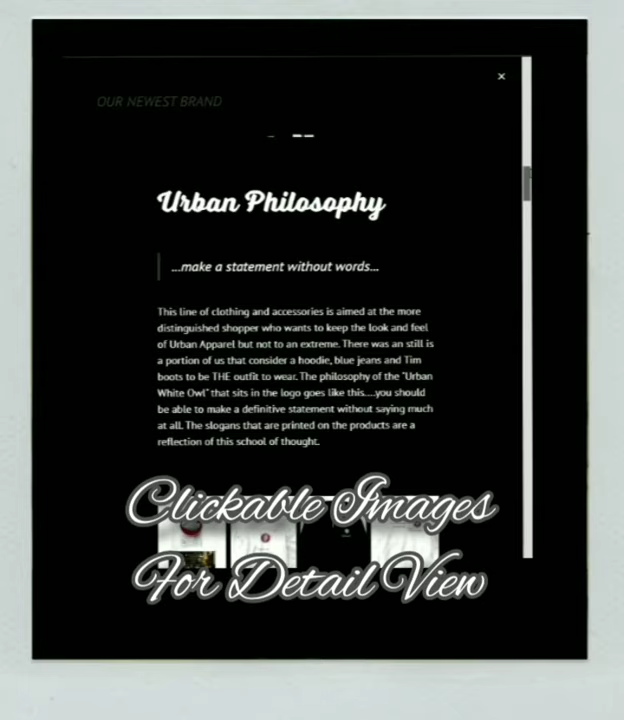 ×
OUR NEWEST BRAND
Urban Philosophy
...make a statement without words...
This line of clothing and accessories is aimed at the more
distinguished shopper who wants to keep the look and feel
of Urban Apparel but not to an extreme. There was an still is
a portion of us that consider a hoodie, blue jeans and Tim
boots to be THE outfit to wear. The philosophy of the "Urban
White Owl" that sits in the logo goes like this.....you should
be able to make a definitive statement without saying much
at all. The slogans that are printed on the products are a
reflection of this school of thought.
Clickable Images
For Detail View